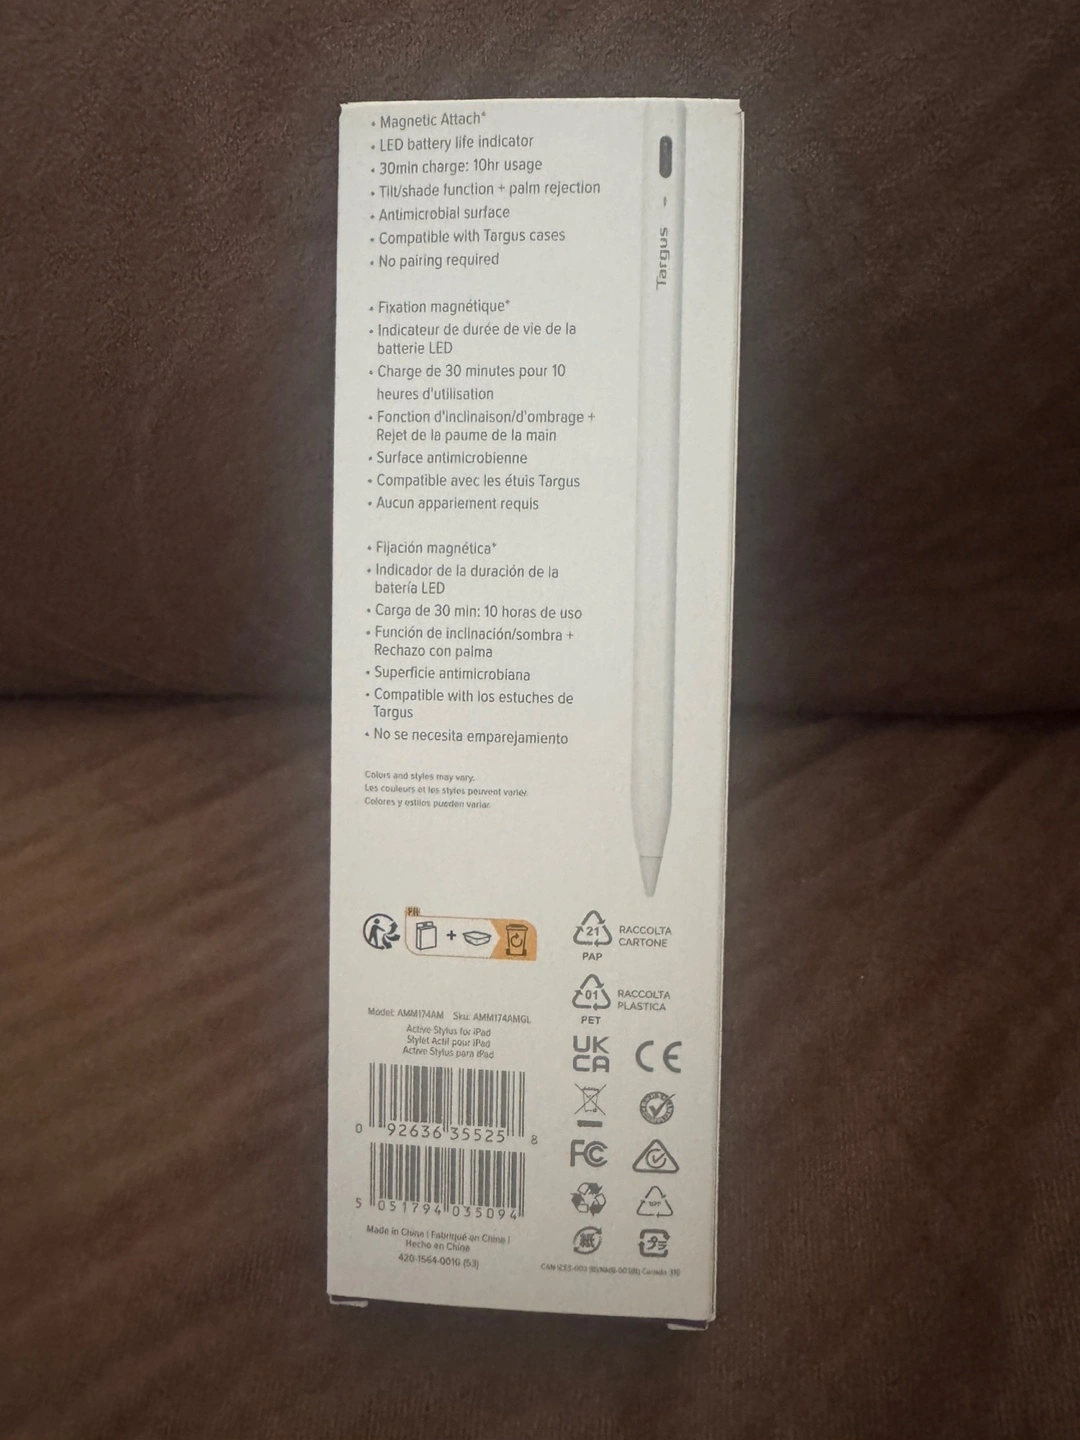 • Magnetic Attach*
• LED battery life indicator
• 30min charge: 10hr usage
• Tilt/shade function + palm rejection
• Antimicrobial surface
• Compatible with Targus cases
• No pairing required
• Fixation magnétique*
• Indicateur de durée de vie de la
batterie LED
• Charge de 30 minutes pour 10
heures d'utilisation
• Fonction d'inclinaison/d'ombrage +
Rejet de la paume de la main
• Surface antimicrobienne
• Compatible avec les étuis Targus
• Aucun appariement requis
• Fijación magnética*
• Indicador de la duración de la
batería LED
• Carga de 30 min: 10 horas de uso
• Función de inclinación/sombra +
Rechazo con palma
• Superficie antimicrobiana
• Compatible with los estuches de
Targus
• No se necesita emparejamiento
Colors and styles may vary.
Les couleurs et les styles peuvent varier.
Colores y estilos pueden variar.
Targus
FR
+
21
PAP
RACCOLTA
CARTONE
01
PET
RACCOLTA
PLASTICA
Model: AMM174AM Sku: AMM174AMGL
Active Stylus for iPad
Stylet Actif pour iPad
Active Stylus para iPad
0 92636 35525 8
5 051794 035094
Made in China | Fabriqué en Chine |
Hecho en China
420-1564-001G (53)
UK
CA
CE
FC
紙
プラ